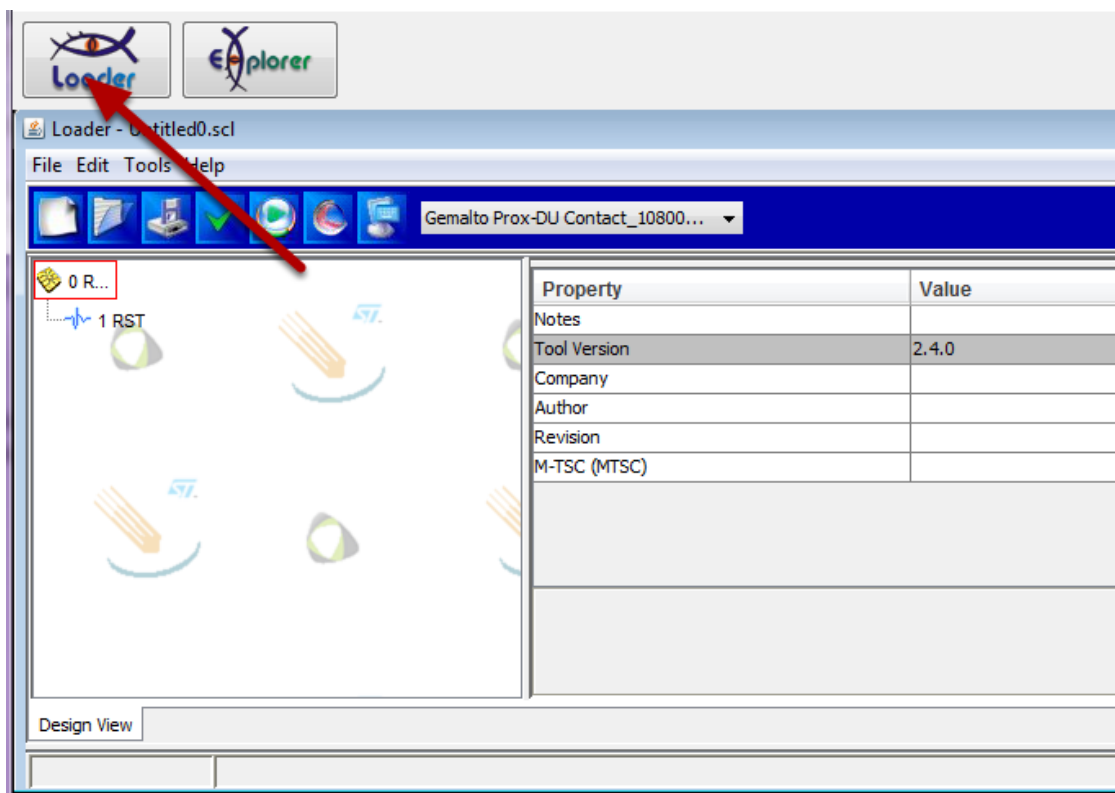 Loader
Explorer
Loader - Untitled0.scl
File Edit Tools Help
Gemalto Prox-DU Contact_10800...
0 R...
1 RST
Property Value
Notes
Tool Version 2.4.0
Company
Author
Revision
M-TSC (MTSC)
Design View